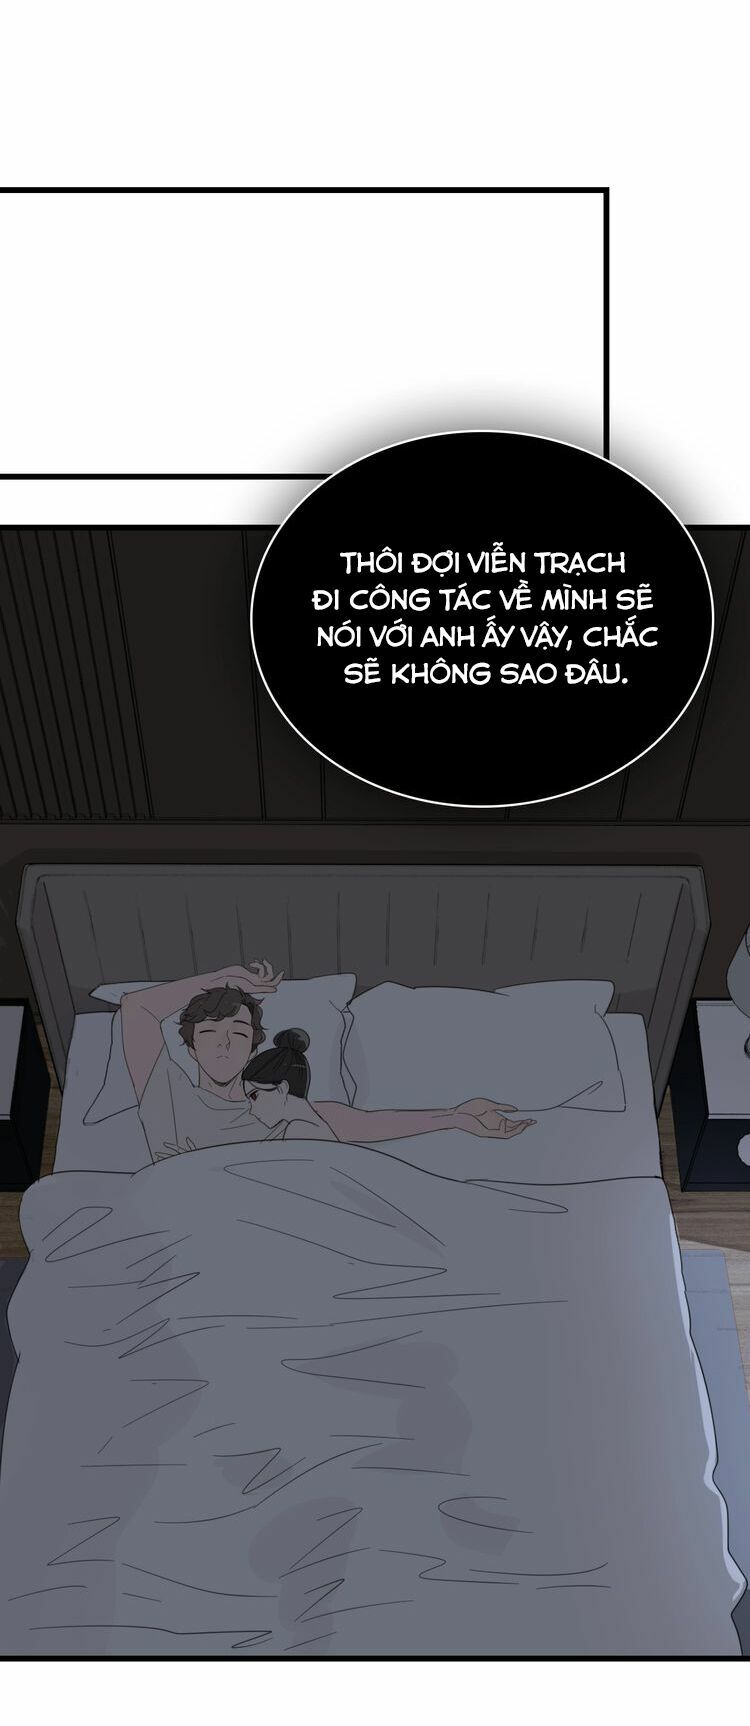 THÔI ĐỢI VIỄN TRẠCH
ĐI CÔNG TÁC VỀ MÌNH SẼ
NÓI VỚI ANH ẤY VẬY, CHẮC
SẼ KHÔNG SAO ĐÂU.